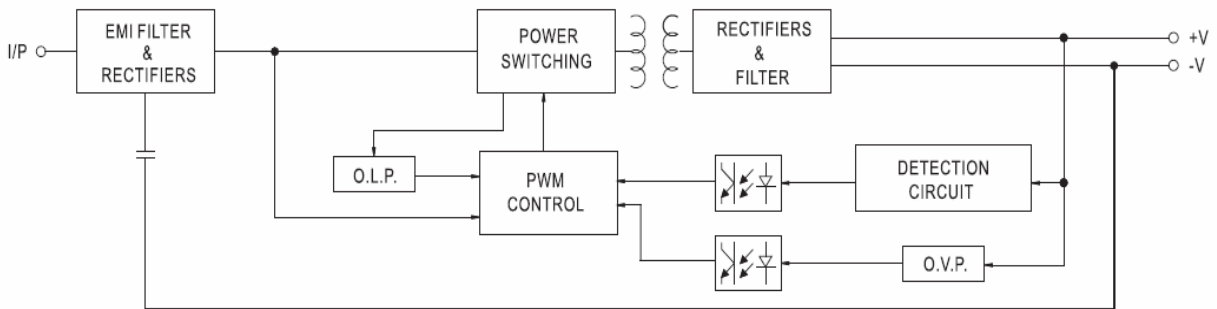 I/P
EMI FILTER
&
RECTIFIERS
POWER
SWITCHING
RECTIFIERS
&
FILTER
+V
-V
O.L.P.
PWM
CONTROL
DETECTION
CIRCUIT
O.V.P.